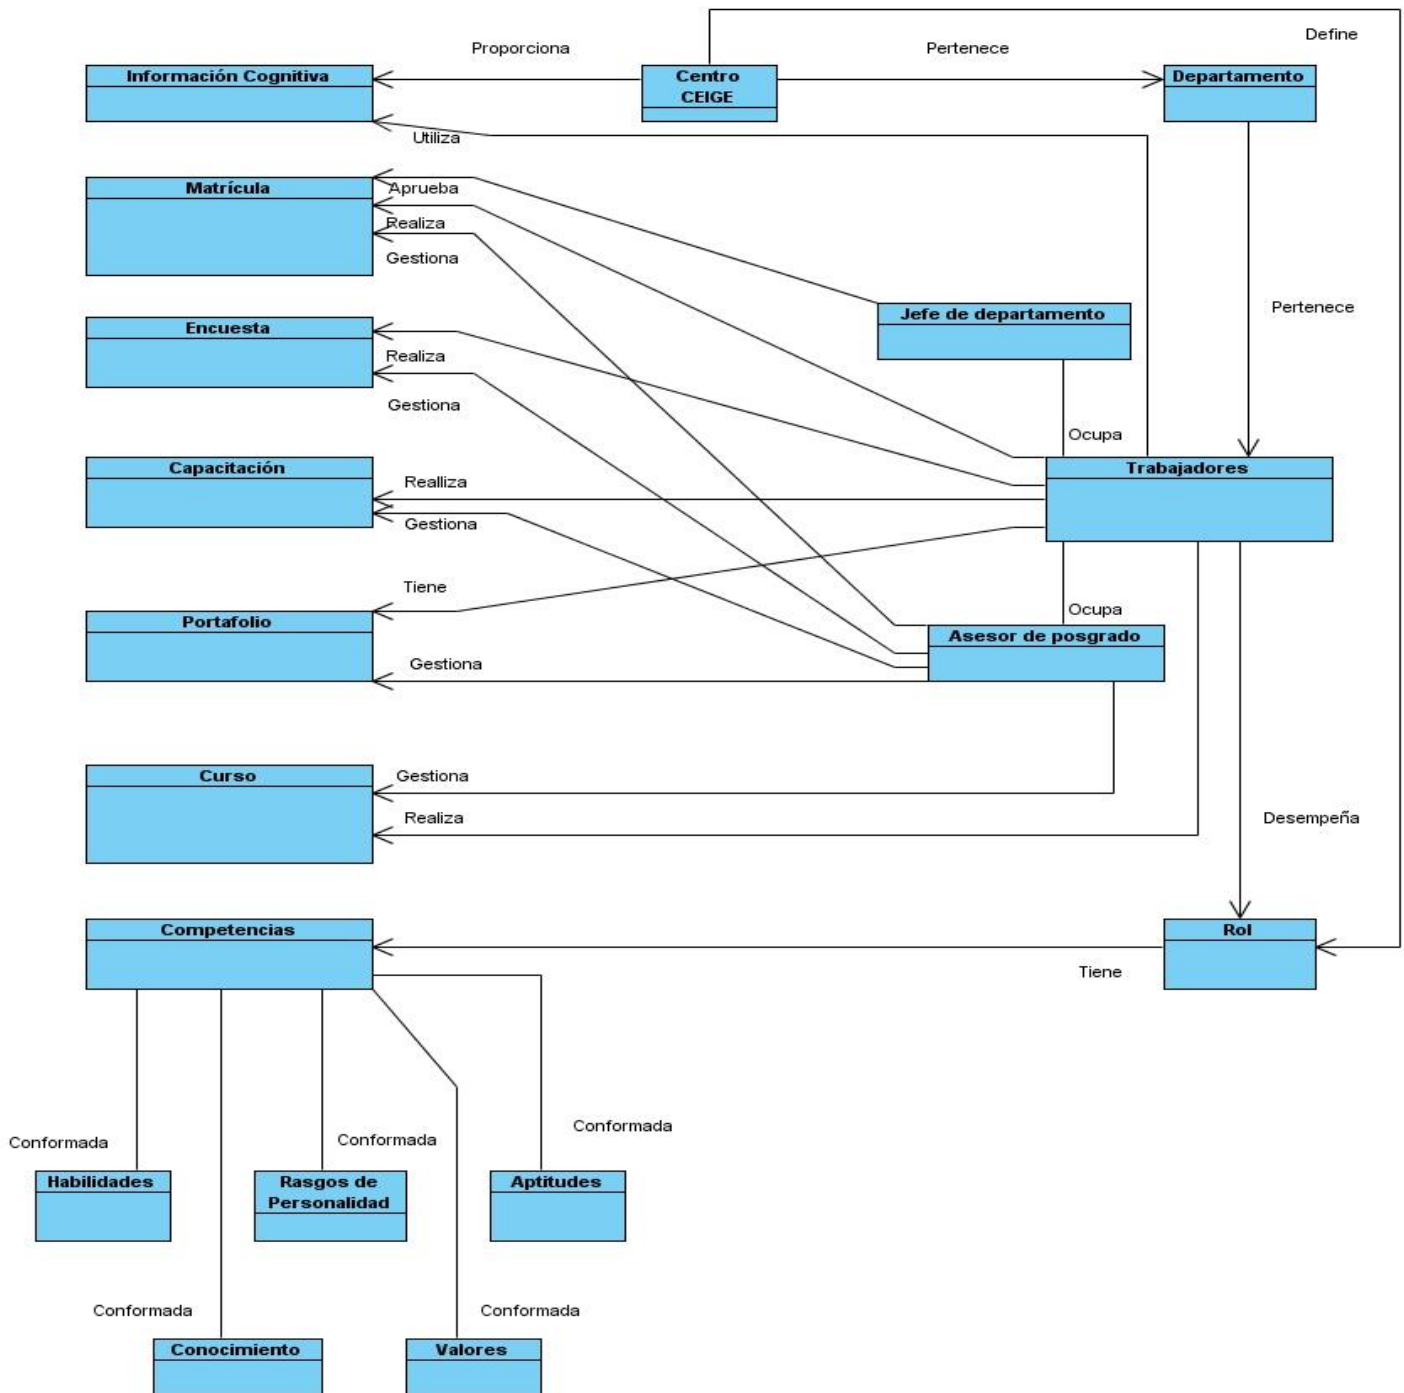 Define
Proporciona
Pertenece
Información Cognitiva
Centro
CEIGE
Departamento
Utiliza
Matrícula
Aprueba
Realiza
Gestiona
Jefe de departamento
Pertenece
Encuesta
Realiza
Gestiona
Ocupa
Capacitación
Trabajadores
Realliza
Gestiona
Tiene
Ocupa
Portafolio
Asesor de posgrado
Gestiona
Curso
Gestiona
Realiza
Desempeña
Competencias
Rol
Tiene
Conformada
Conformada
Conformada
Habilidades
Rasgos de
Personalidad
Aptitudes
Conformada
Conformada
Conocimiento
Valores